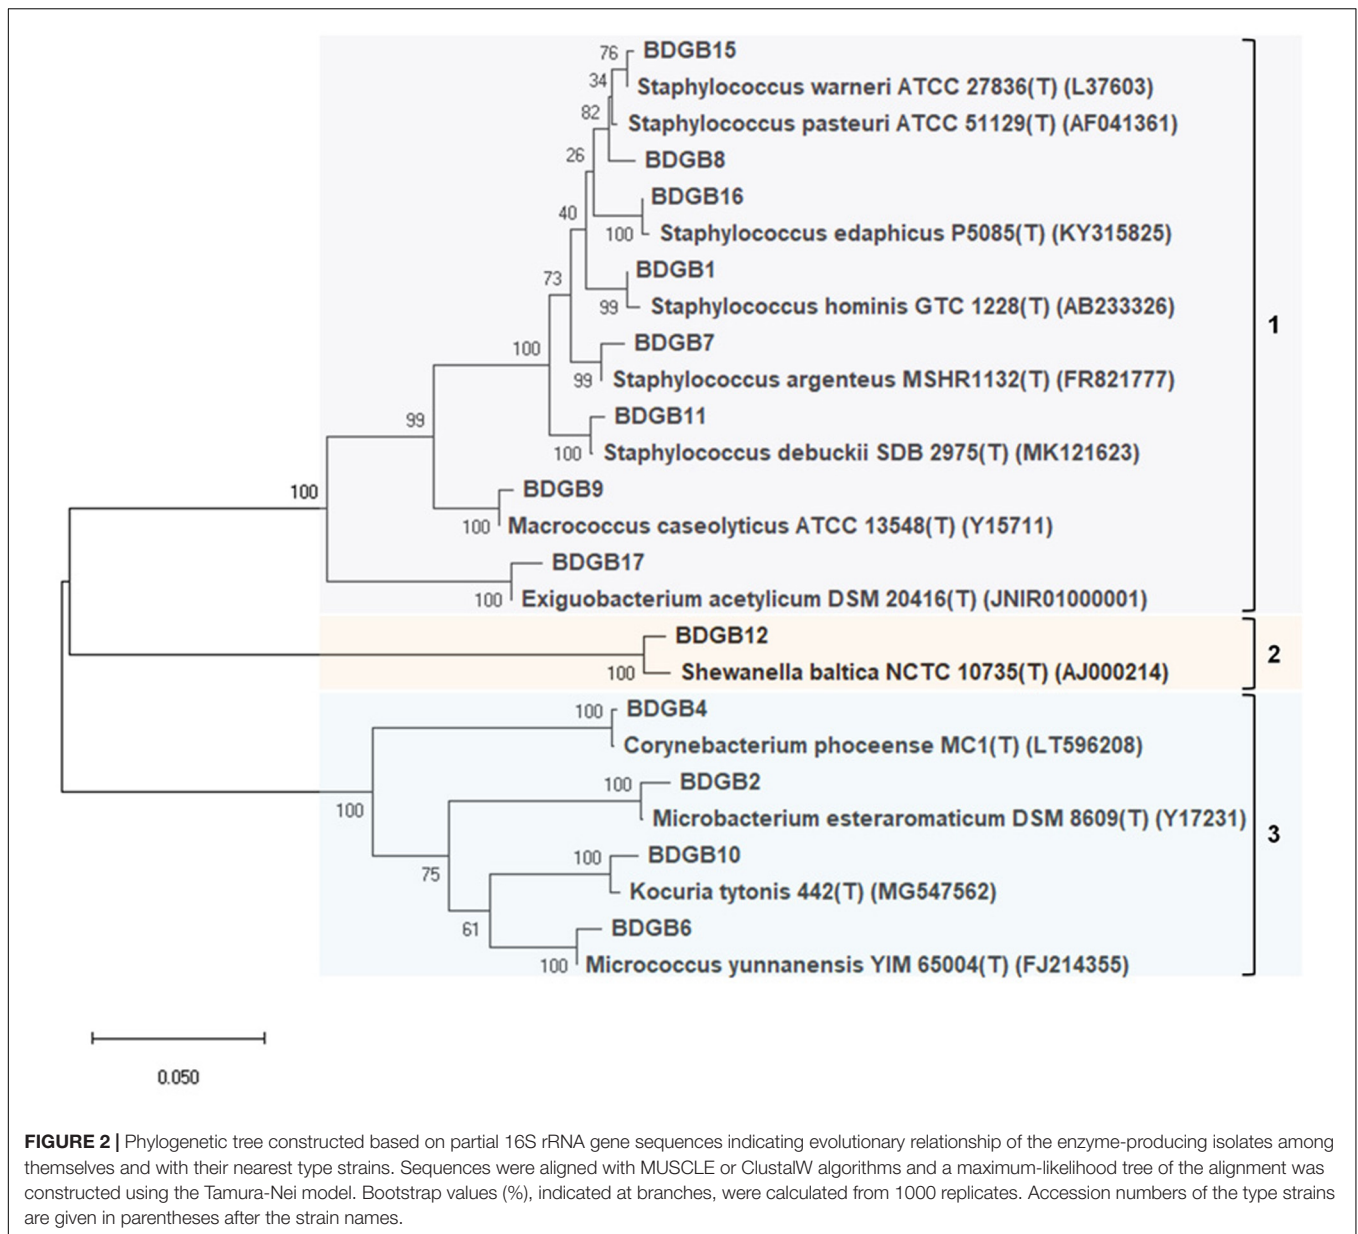 76
BDGB15
34
Staphylococcus warneri ATCC 27836(T) (L37603)
82
Staphylococcus pasteuri ATCC 51129(T) (AF041361)
26
BDGB8
BDGB16
40
100
Staphylococcus edaphicus P5085(T) (KY315825)
73
BDGB1
99
Staphylococcus hominis GTC 1228(T) (AB233326)
1
100
BDGB7
99
Staphylococcus argenteus MSHR1132(T) (FR821777)
99
BDGB11
100
Staphylococcus debuckii SDB 2975(T) (MK121623)
100
BDGB9
100
Macrococcus caseolyticus ATCC 13548(T) (Y15711)
BDGB17
100
Exiguobacterium acetylicum DSM 20416(T) (JNIR01000001)
BDGB12
2
100
Shewanella baltica NCTC 10735(T) (AJ000214)
100
BDGB4
Corynebacterium phoceense MC1(T) (LT596208)
100
BDGB2
100
Microbacterium esteraromaticum DSM 8609(T) (Y17231)
3
100
BDGB10
75
Kocuria tytonis 442(T) (MG547562)
61
BDGB6
100
Micrococcus yunnanensis YIM 65004(T) (FJ214355)
0.050
FIGURE 2 | Phylogenetic tree constructed based on partial 16S rRNA gene sequences indicating evolutionary relationship of the enzyme-producing isolates among
themselves and with their nearest type strains. Sequences were aligned with MUSCLE or ClustalW algorithms and a maximum-likelihood tree of the alignment was
constructed using the Tamura-Nei model. Bootstrap values (%), indicated at branches, were calculated from 1000 replicates. Accession numbers of the type strains
are given in parentheses after the strain names.